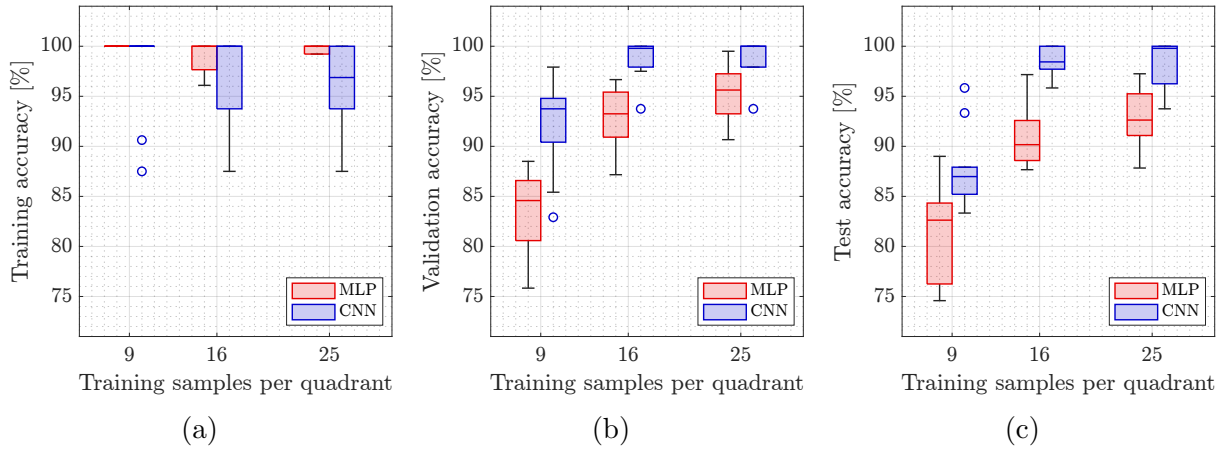 Training accuracy [%]
100
95
90
85
80
75
MLP
CNN
9 16 25
Training samples per quadrant
(a)
Validation accuracy [%]
100
95
90
85
80
75
MLP
CNN
9 16 25
Training samples per quadrant
(b)
Test accuracy [%]
100
95
90
85
80
75
MLP
CNN
9 16 25
Training samples per quadrant
(c)